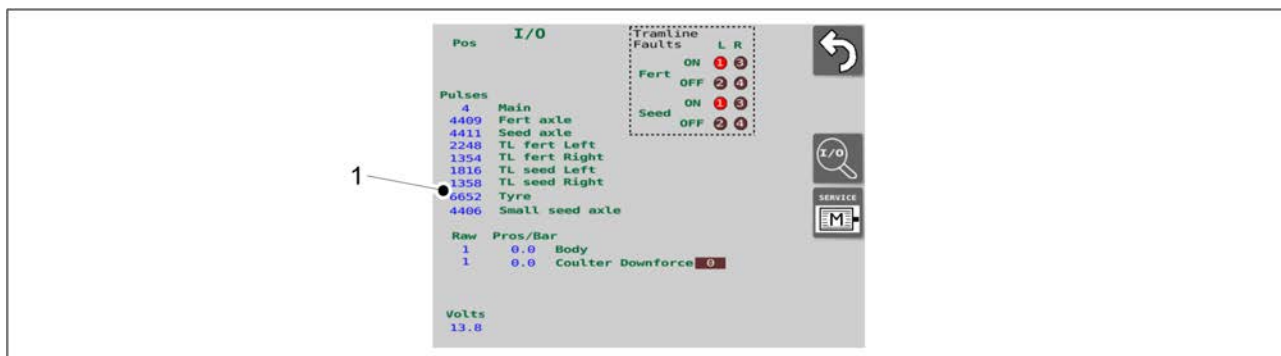 I/O
Pos
Tramline
Faults L R
ON 1 3
Fert
OFF 2 4
ON 1 3
Seed
OFF 2 4
Pulses
4 Main
4409 Fert axle
4411 Seed axle
2248 TL fert Left
1354 TL fert Right
1816 TL seed Left
1358 TL seed Right
6652 Tyre
4406 Small seed axle
1
Raw Pros/Bar
1 0.0 Body
1 0.0 Coulter Downforce 0
Volts
13.8
I/O
SERVICE
M